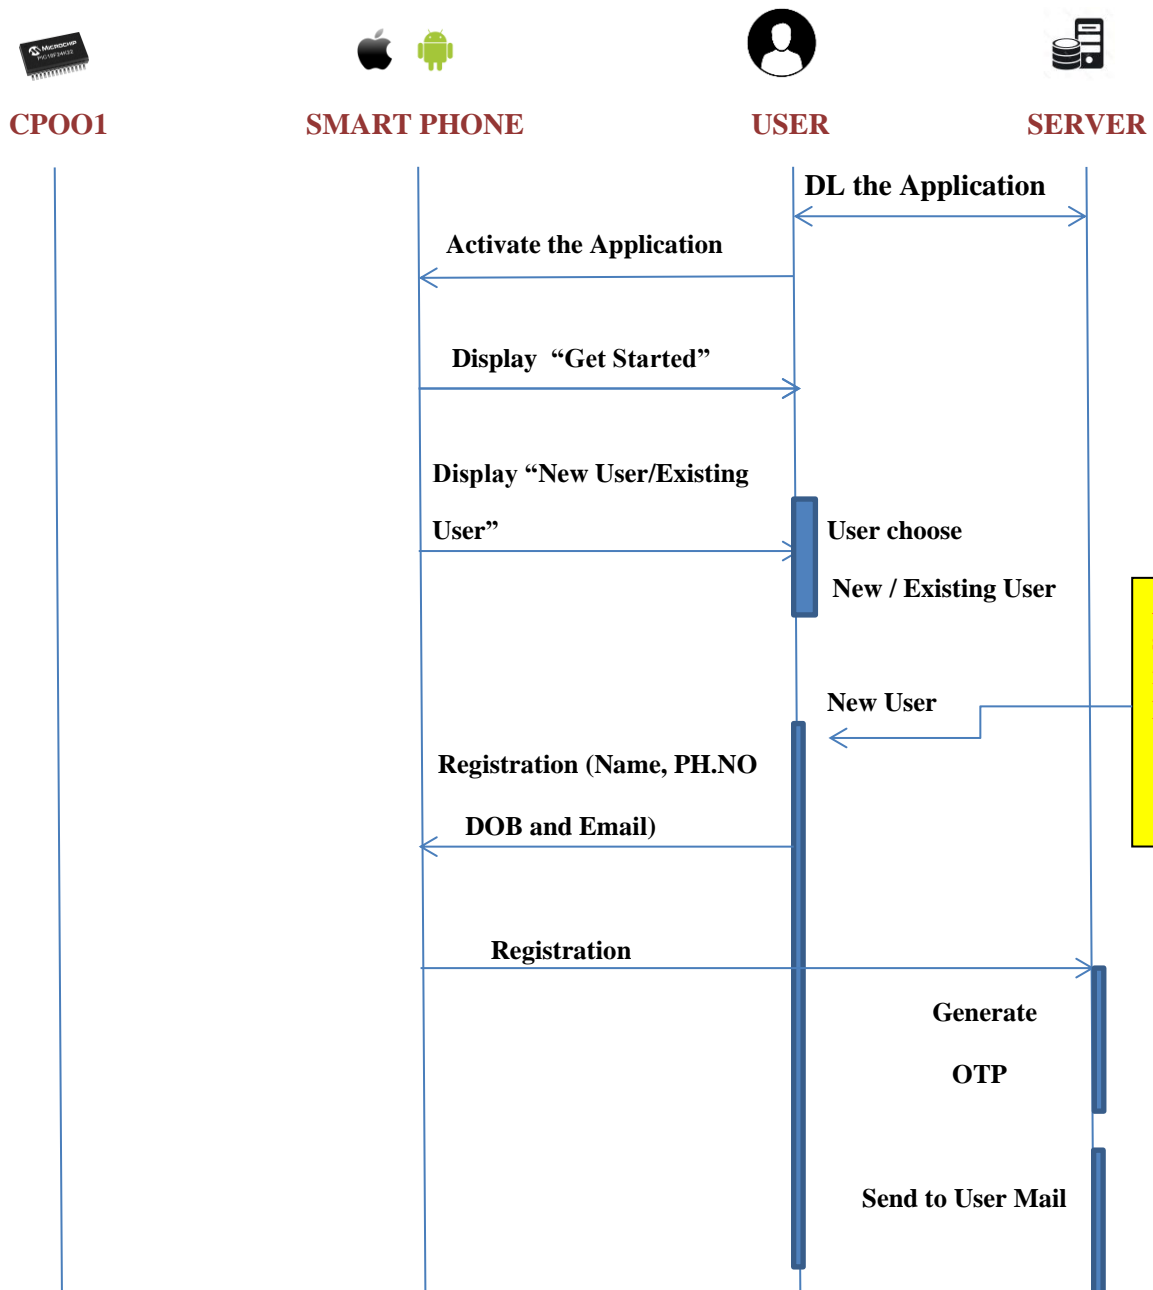 MICROCHIP
PIC18F24K22
CPOO1
SMART PHONE
USER
SERVER
DL the Application
Activate the Application
Display “Get Started”
Display “New User/Existing
User”
User choose
New / Existing User
New User
Registration (Name, PH.NO
DOB and Email)
Registration
Generate
OTP
Send to User Mail